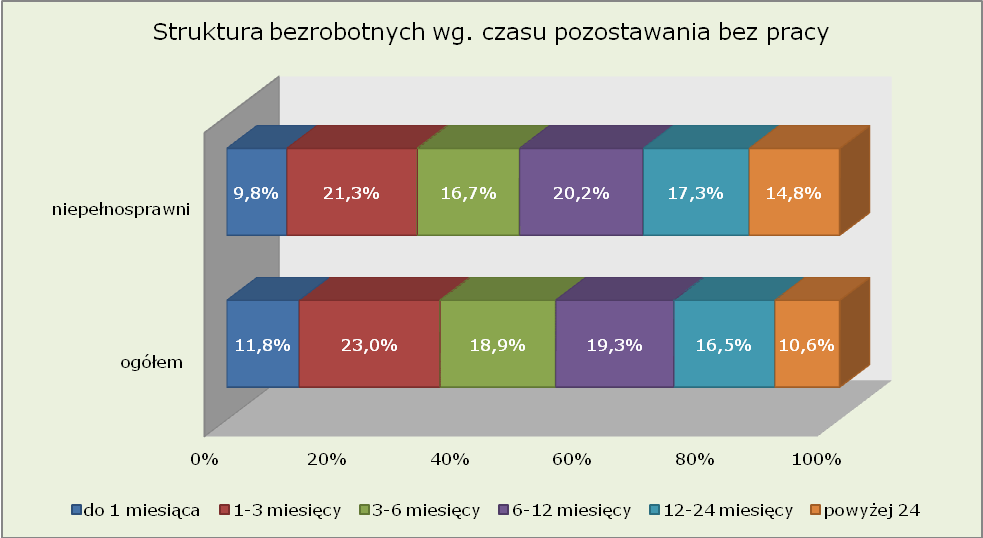 Struktura bezrobotnych wg. czasu pozostawania bez pracy
niepełnosprawni
9,8% 21,3% 16,7% 20,2% 17,3% 14,8%
ogółem
11,8% 23,0% 18,9% 19,3% 16,5% 10,6%
0% 20% 40% 60% 80% 100%
do 1 miesiąca 1-3 miesięcy 3-6 miesięcy 6-12 miesięcy 12-24 miesięcy powyżej 24